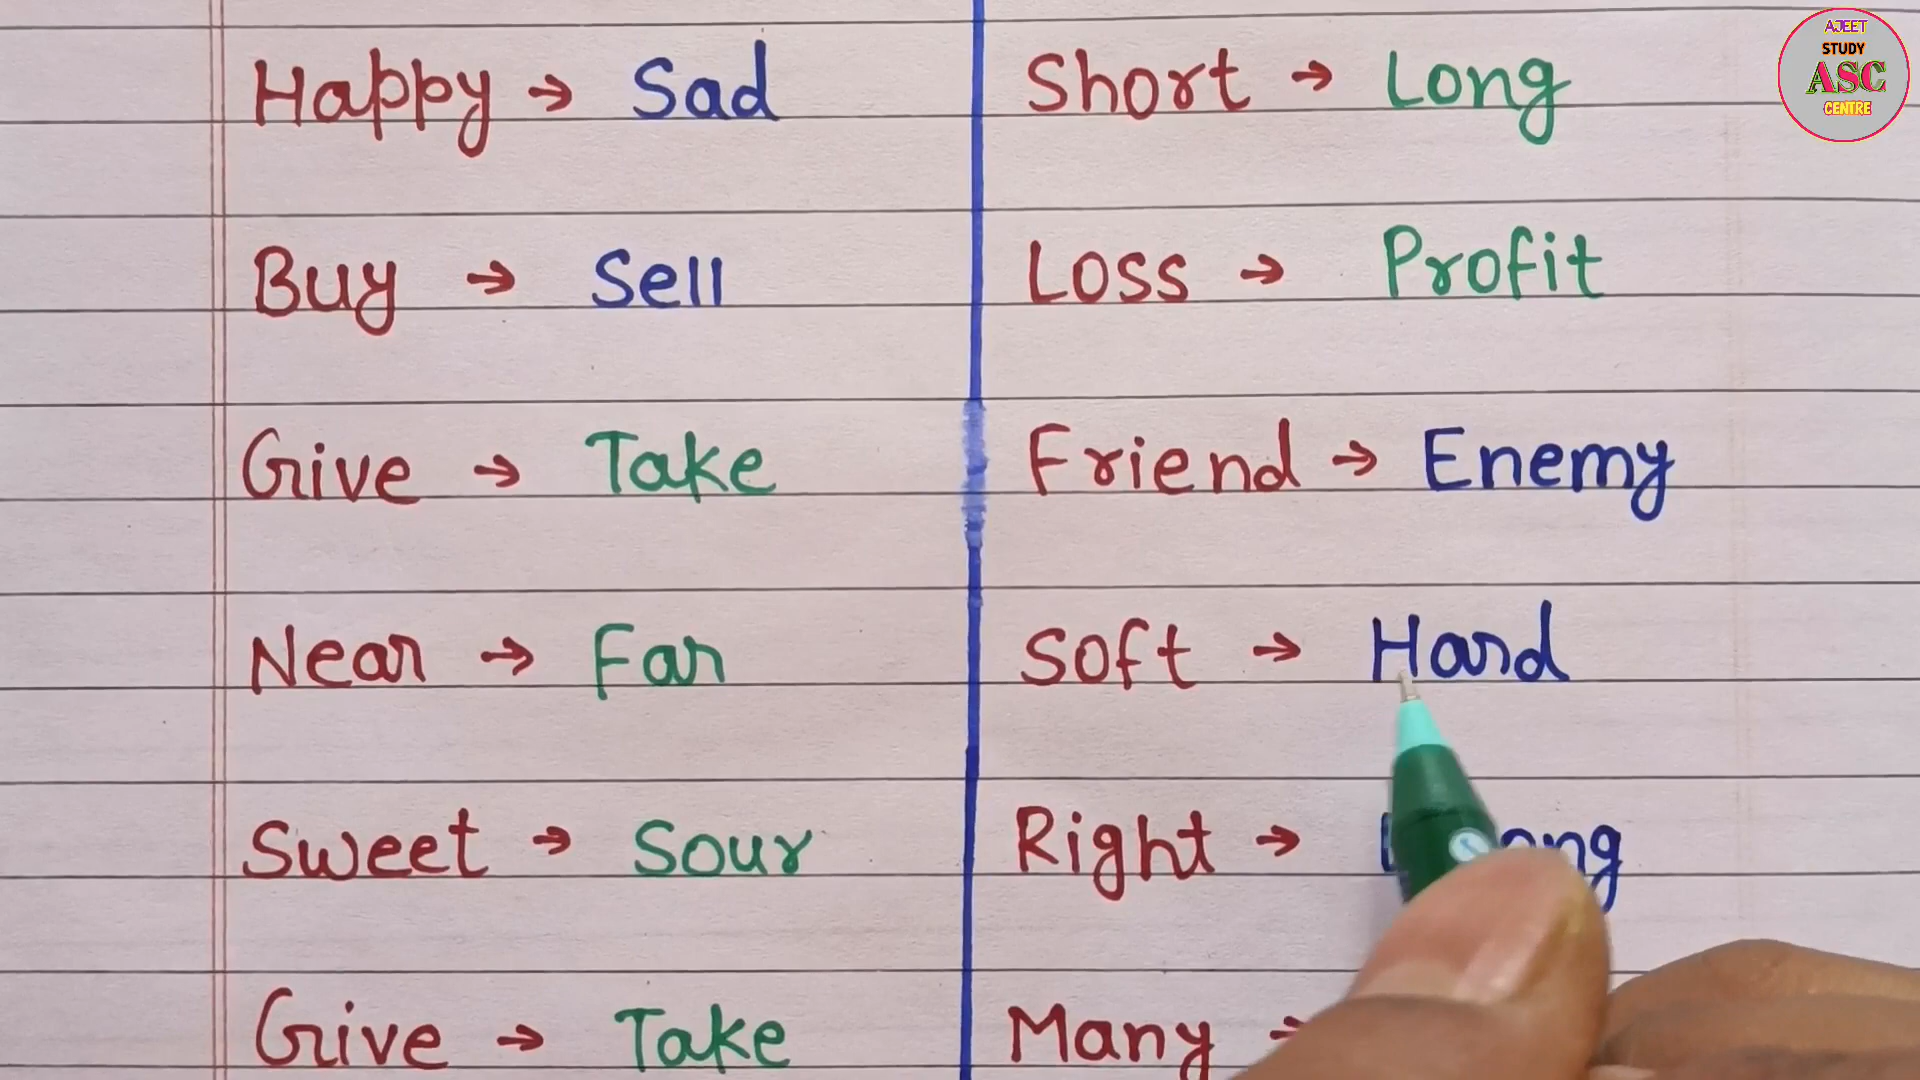 Happy → Sad
Buy → Sell
Give → Take
Near → Far
Sweet → Sour
Give → Take
Short → Long
Loss → Profit
Friend → Enemy
Soft → Hard
Right →
Many →
AJEET
STUDY
ASC
CENTRE